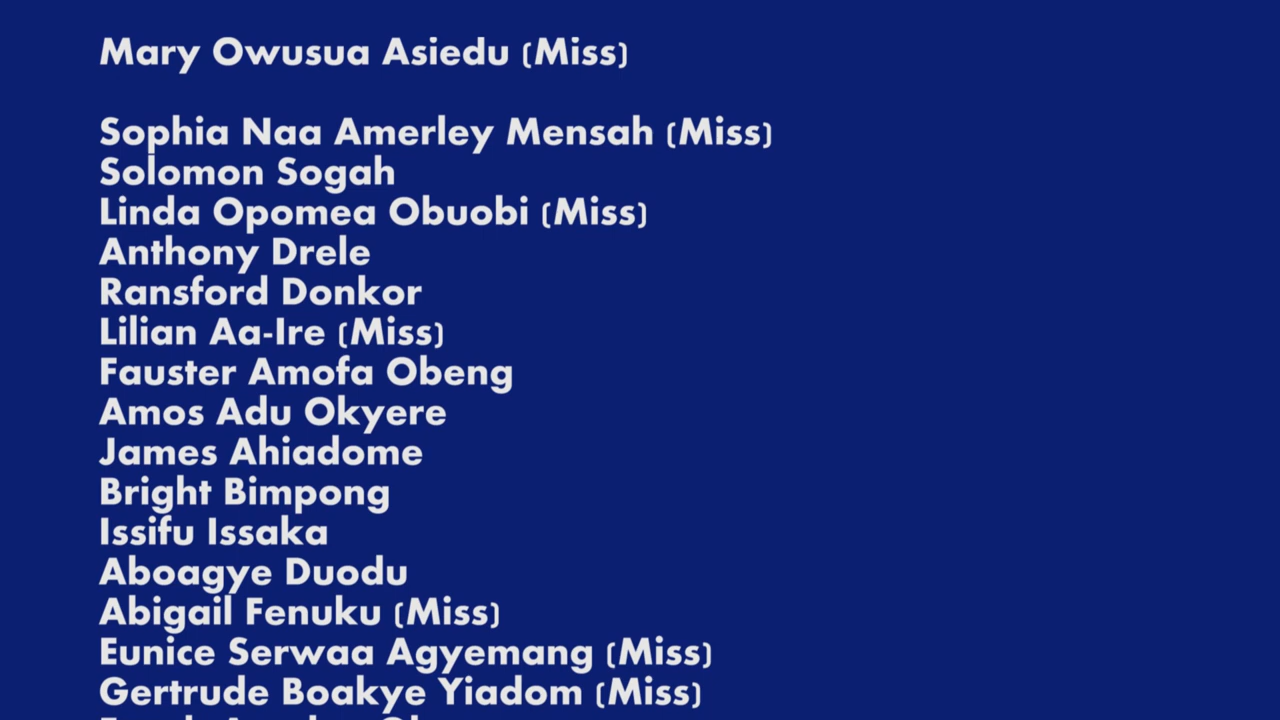 Mary Owusua Asiedu (Miss)
Sophia Naa Amerley Mensah (Miss)
Solomon Sogah
Linda Opomea Obuobi (Miss)
Anthony Drele
Ransford Donkor
Lilian Aa-Ire (Miss)
Fauster Amofa Obeng
Amos Adu Okyere
James Ahiadome
Bright Bimpong
Issifu Issaka
Aboagye Duodu
Abigail Fenuku (Miss)
Eunice Serwaa Agyemang (Miss)
Gertrude Boakye Yiadom (Miss)